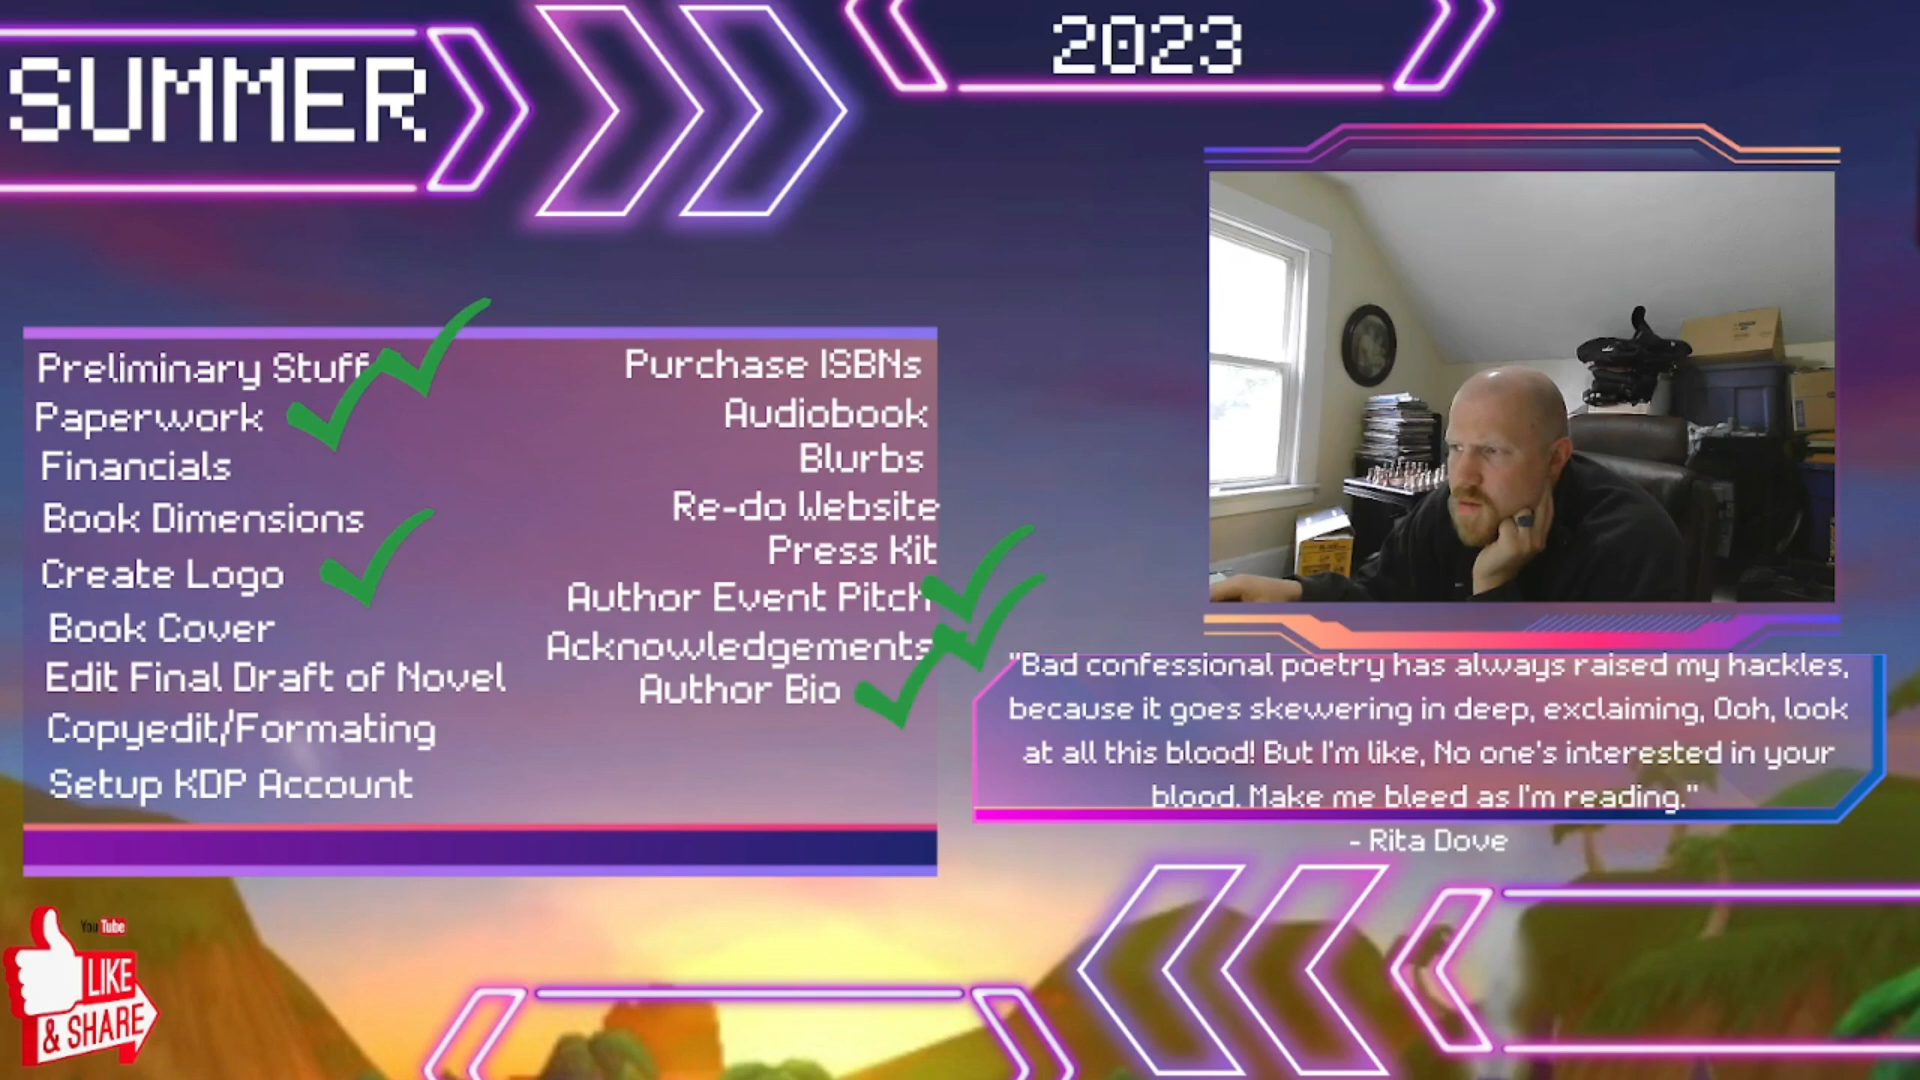 SUMMER
2023
Preliminary Stuff
Paperwork
Financials
Book Dimensions
Create Logo
Book Cover
Edit Final Draft of Novel
Copyedit/Formating
Setup KDP Account
Purchase ISBNs
Audiobook
Blurbs
Re-do Website
Press Kit
Author Event Pitch
Acknowledgements
Author Bio
"Bad confessional poetry has always raised my hackles,
because it goes skewering in deep, exclaiming, Ooh, look
at all this blood! But I'm like, No one's interested in your
blood. Make me bleed as I'm reading."
- Rita Dove
YouTube
LIKE
& SHARE